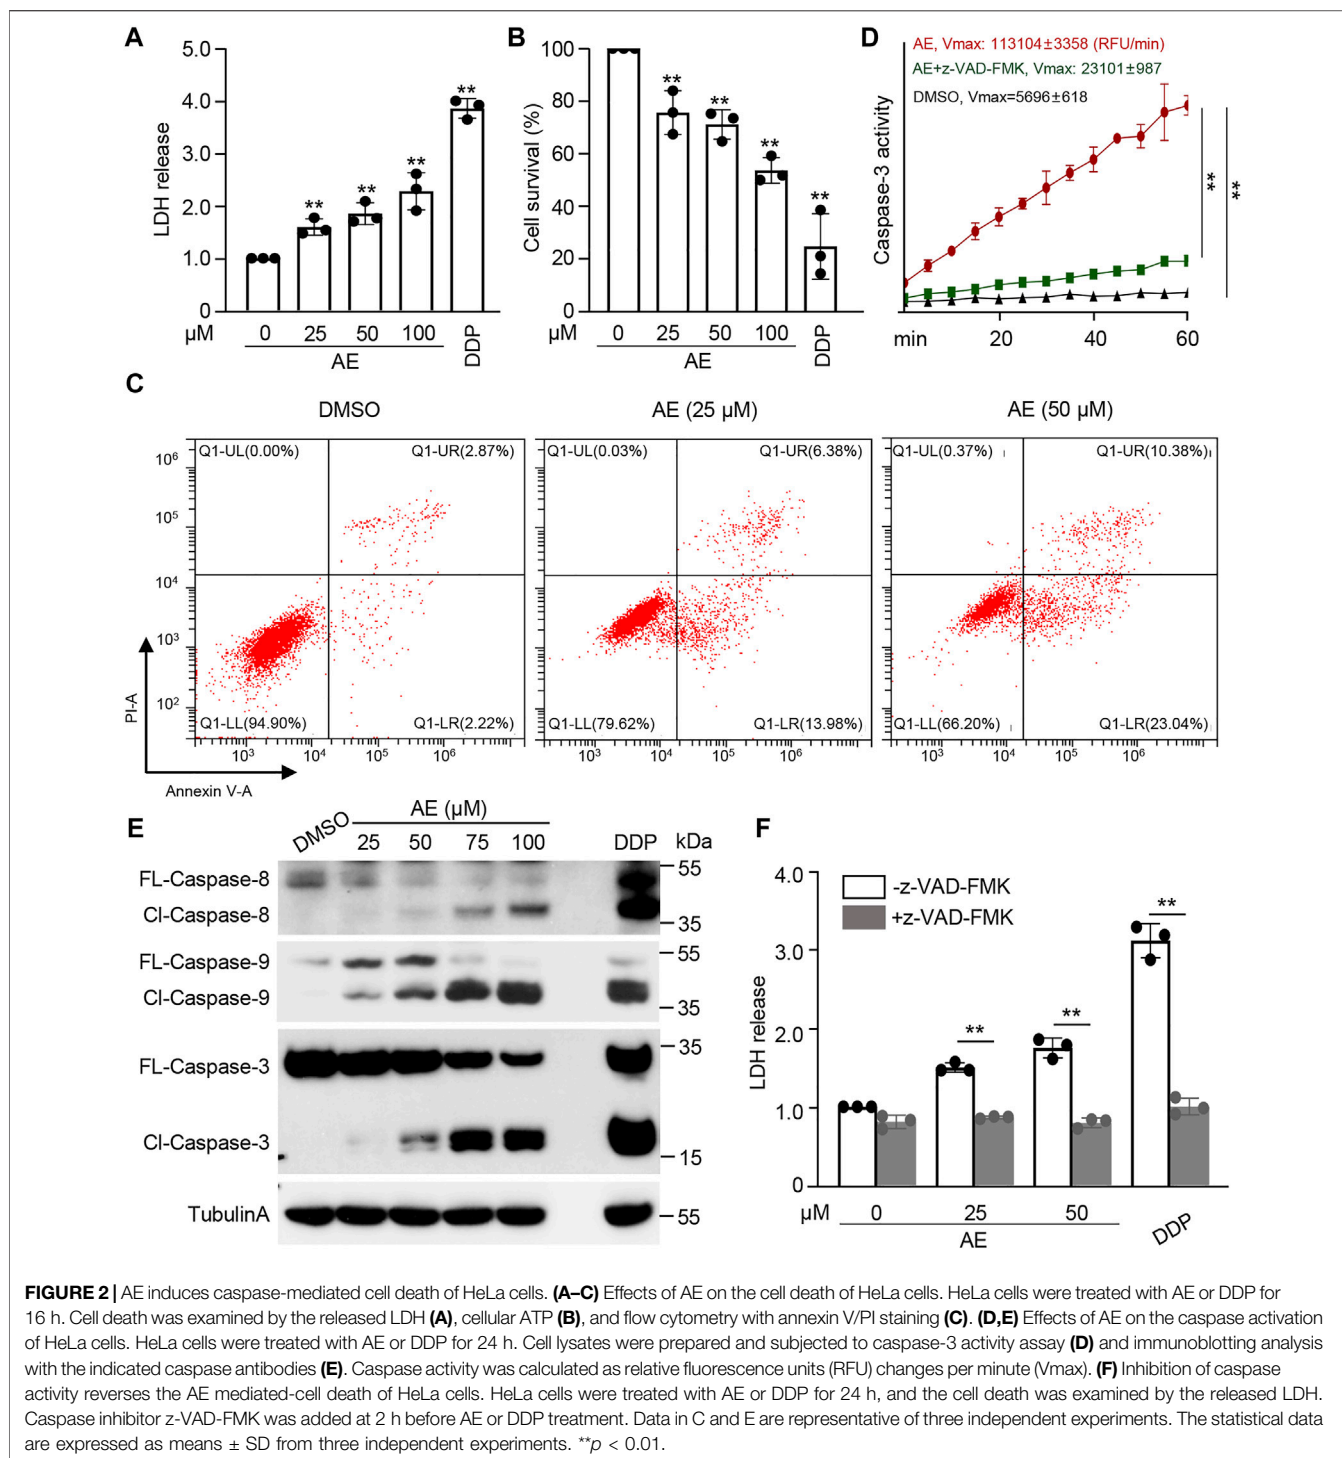 A
5.0
4.0
3.0
2.0
1.0
0
LDH release
**
**
**
**
µM
0
25
50
100
DDP
AE
B
100
80
60
40
20
0
Cell survival (%)
**
**
**
**
µM
0
25
50
100
DDP
AE
D
AE, Vmax: 113104±3358 (RFU/min)
AE+z-VAD-FMK, Vmax: 23101±987
DMSO, Vmax=5696±618
Caspase-3 activity
**
**
min
20
40
60
C
DMSO
AE (25 µM)
AE (50 µM)
Q1-UL(0.00%)
Q1-UR(2.87%)
Q1-LL(94.90%)
Q1-LR(2.22%)
Q1-UL(0.03%)
Q1-UR(6.38%)
Q1-LL(79.62%)
Q1-LR(13.98%)
Q1-UL(0.37%)
Q1-UR(10.38%)
Q1-LL(66.20%)
Q1-LR(23.04%)
10⁶
10⁵
10⁴
10³
10²
PI-A
10³ 10⁴ 10⁵ 10⁶
10³ 10⁴ 10⁵ 10⁶
10³ 10⁴ 10⁵ 10⁶
Annexin V-A
E
AE (µM)
DMSO 25 50 75 100 DDP kDa
FL-Caspase-8
55
Cl-Caspase-8
35
FL-Caspase-9
55
Cl-Caspase-9
35
FL-Caspase-3
35
Cl-Caspase-3
15
TubulinA
55
F
4.0
3.0
2.0
1.0
0
LDH release
-z-VAD-FMK
+z-VAD-FMK
**
**
**
µM
0
25
50
DDP
AE
FIGURE 2 | AE induces caspase-mediated cell death of HeLa cells. (A–C) Effects of AE on the cell death of HeLa cells. HeLa cells were treated with AE or DDP for
16 h. Cell death was examined by the released LDH (A), cellular ATP (B), and flow cytometry with annexin V/PI staining (C). (D,E) Effects of AE on the caspase activation
of HeLa cells. HeLa cells were treated with AE or DDP for 24 h. Cell lysates were prepared and subjected to caspase-3 activity assay (D) and immunoblotting analysis
with the indicated caspase antibodies (E). Caspase activity was calculated as relative fluorescence units (RFU) changes per minute (Vmax). (F) Inhibition of caspase
activity reverses the AE mediated-cell death of HeLa cells. HeLa cells were treated with AE or DDP for 24 h, and the cell death was examined by the released LDH.
Caspase inhibitor z-VAD-FMK was added at 2 h before AE or DDP treatment. Data in C and E are representative of three independent experiments. The statistical data
are expressed as means ± SD from three independent experiments. **p < 0.01.